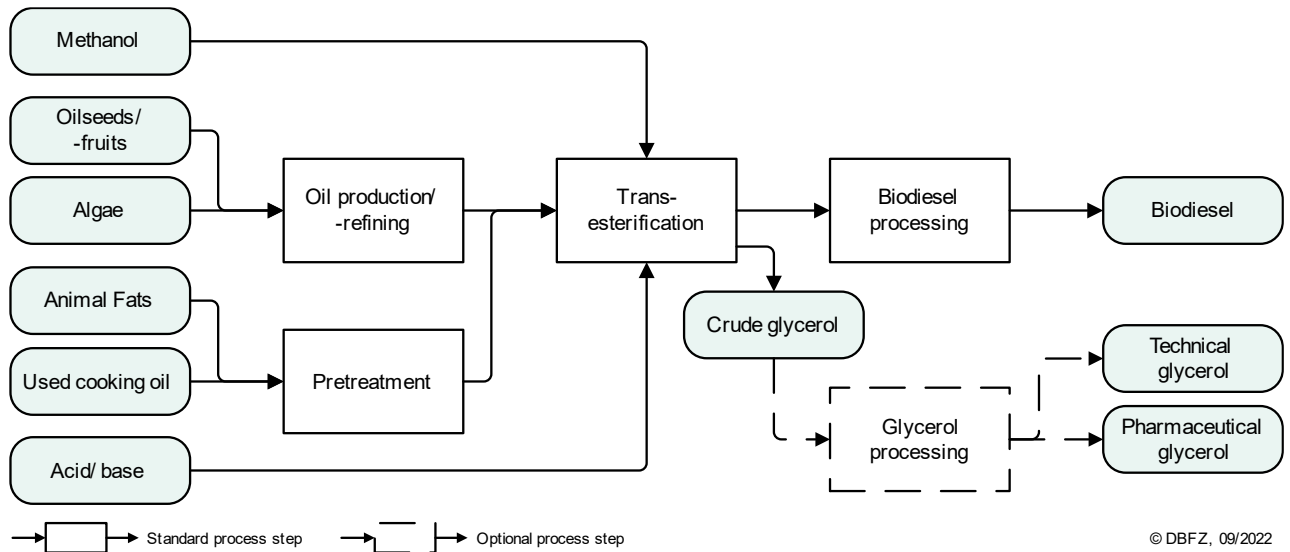 Methanol
Oilseeds/
-fruits
Algae
Animal Fats
Used cooking oil
Acid/ base
Oil production/
-refining
Pretreatment
Trans-
esterification
Biodiesel
processing
Biodiesel
Crude glycerol
Glycerol
processing
Technical
glycerol
Pharmaceutical
glycerol
Standard process step
Optional process step
© DBFZ, 09/2022